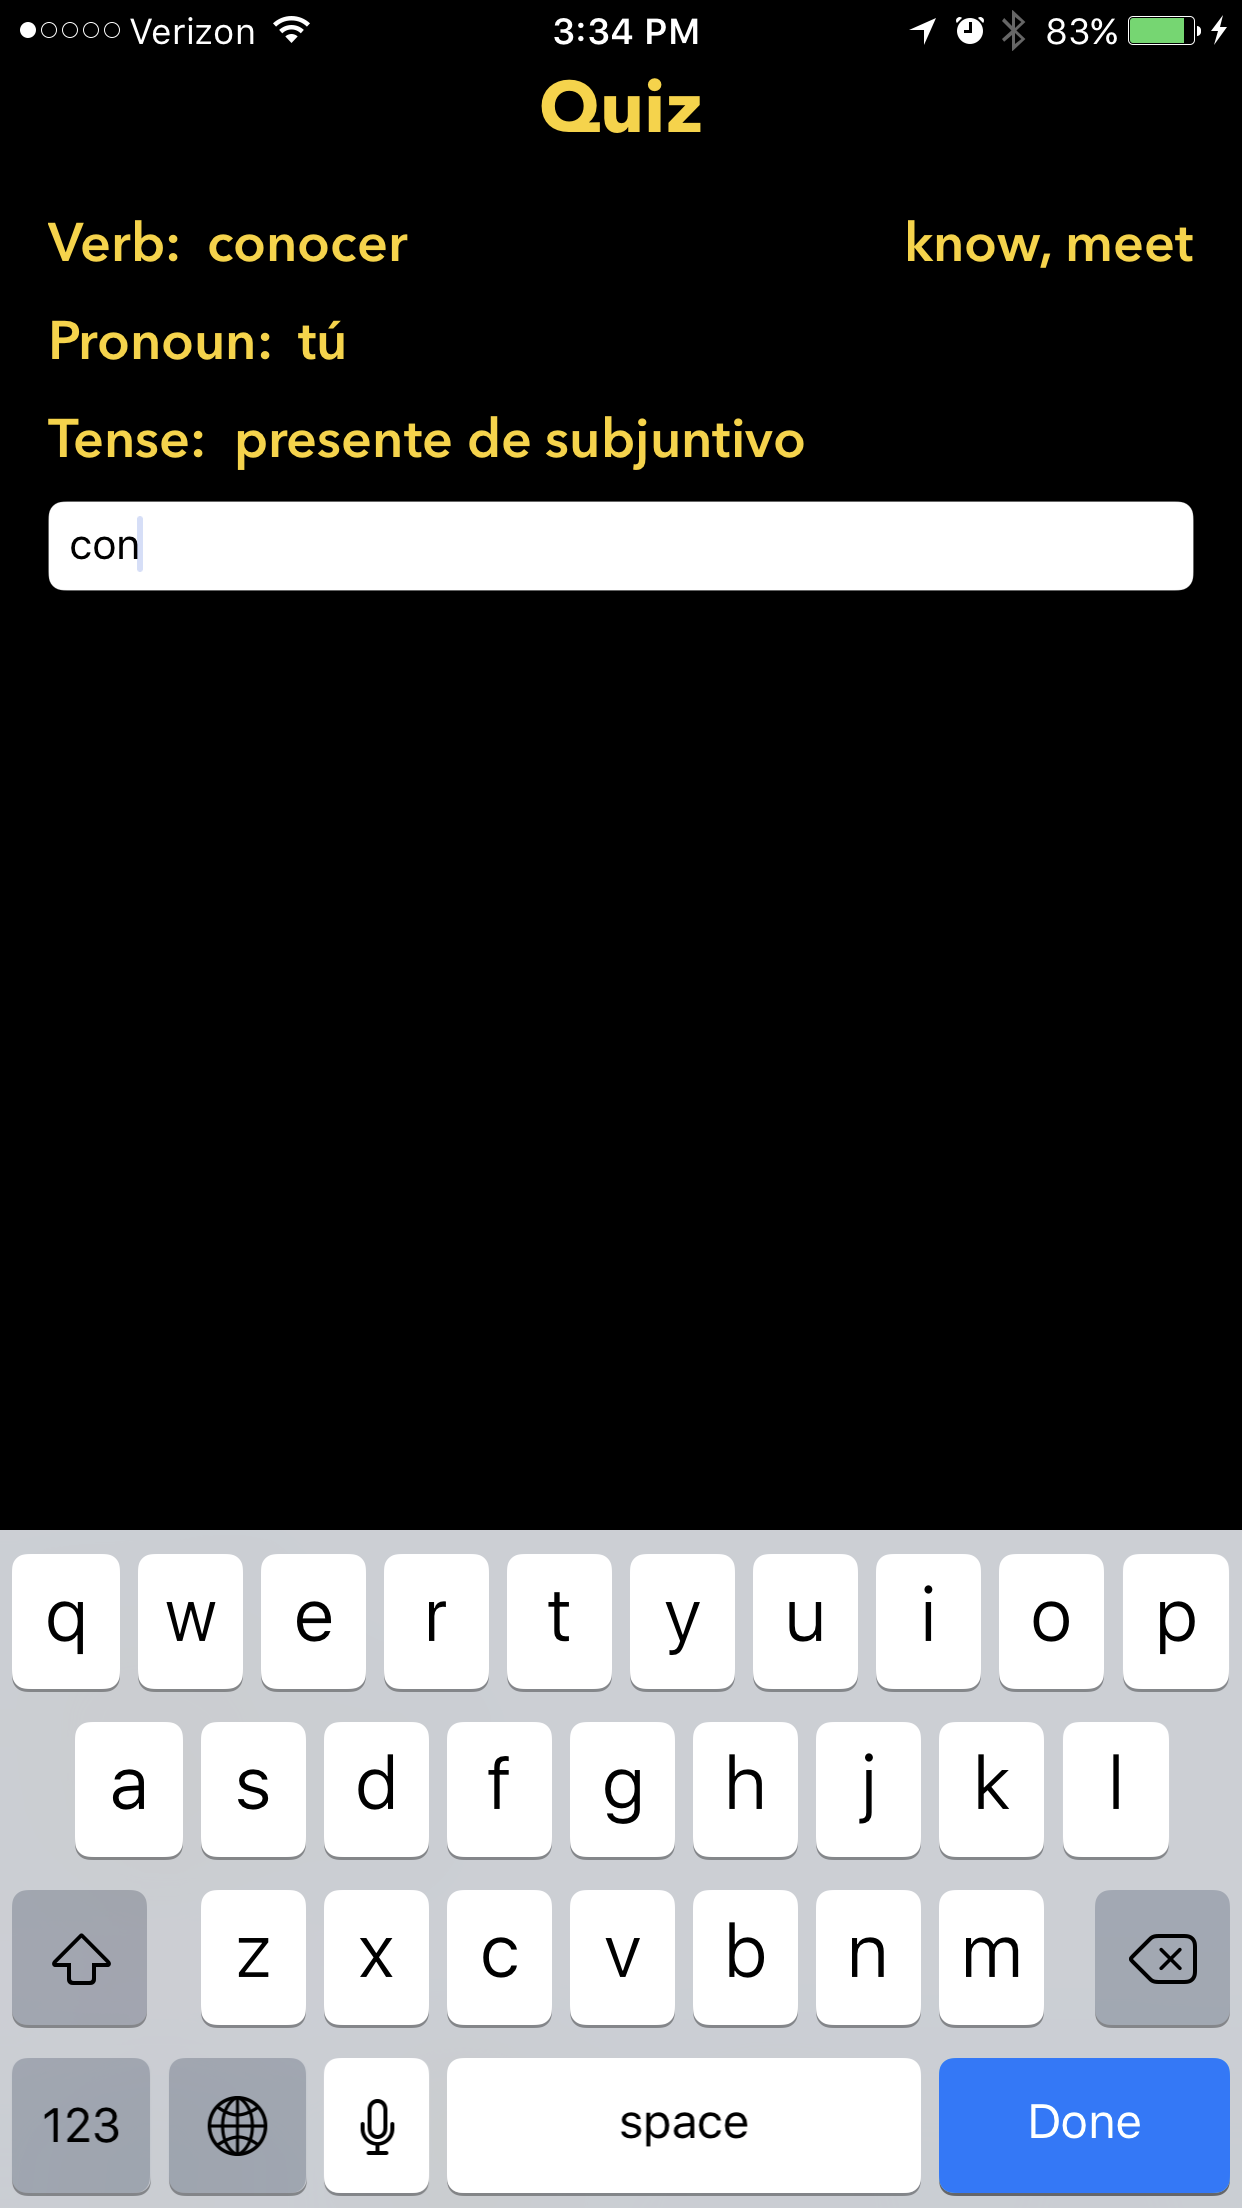 Verizon 3:34 PM 83%
Quiz
Verb: conocer know, meet
Pronoun: tú
Tense: presente de subjuntivo
con
q w e r t y u i o p
a s d f g h j k l
z x c v b n m
123 space Done